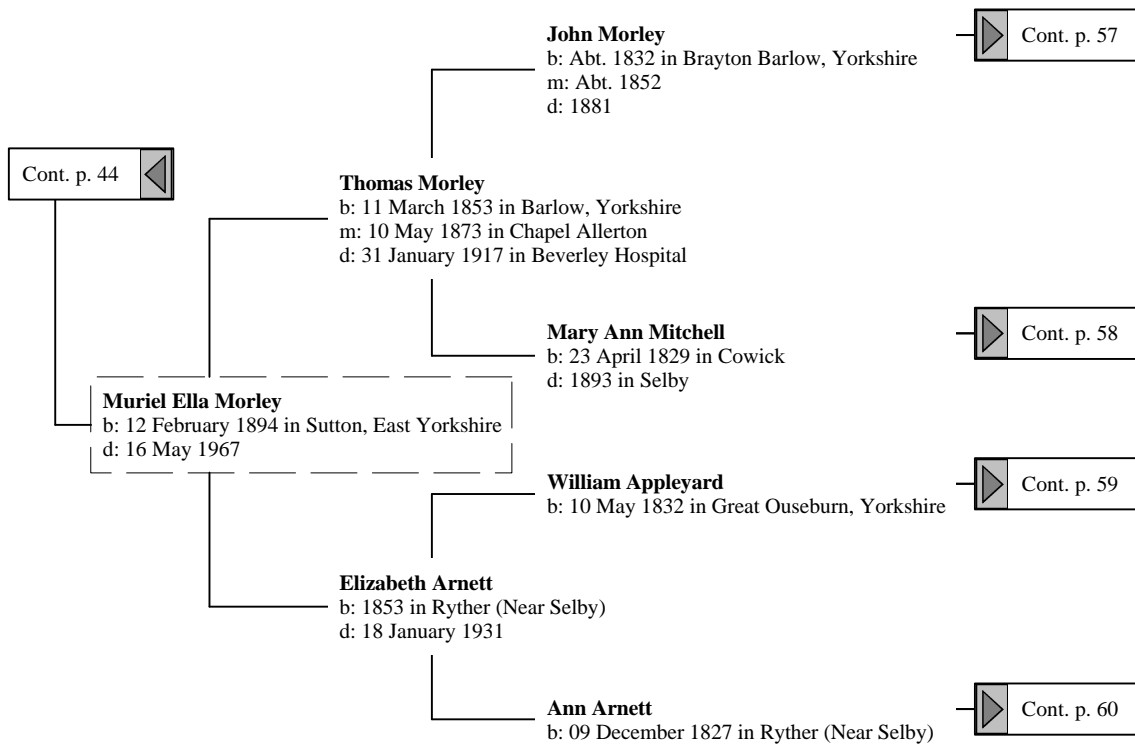 John Morley
b: Abt. 1832 in Brayton Barlow, Yorkshire
m: Abt. 1852
d: 1881
Cont. p. 57
Cont. p. 44
Thomas Morley
b: 11 March 1853 in Barlow, Yorkshire
m: 10 May 1873 in Chapel Allerton
d: 31 January 1917 in Beverley Hospital
Mary Ann Mitchell
b: 23 April 1829 in Cowick
d: 1893 in Selby
Cont. p. 58
Muriel Ella Morley
b: 12 February 1894 in Sutton, East Yorkshire
d: 16 May 1967
William Appleyard
b: 10 May 1832 in Great Ouseburn, Yorkshire
Cont. p. 59
Elizabeth Arnett
b: 1853 in Ryther (Near Selby)
d: 18 January 1931
Ann Arnett
b: 09 December 1827 in Ryther (Near Selby)
Cont. p. 60